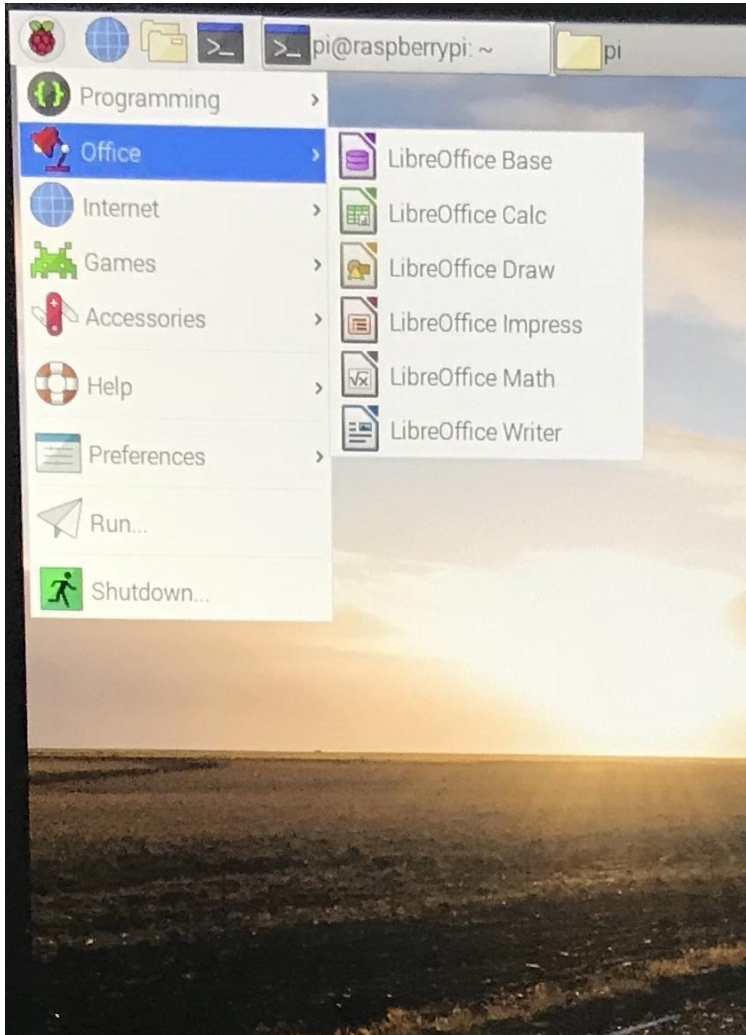 pi@raspberrypi: ~
pi
Programming
Office
Internet
Games
Accessories
Help
Preferences
Run...
Shutdown...
LibreOffice Base
LibreOffice Calc
LibreOffice Draw
LibreOffice Impress
LibreOffice Math
LibreOffice Writer